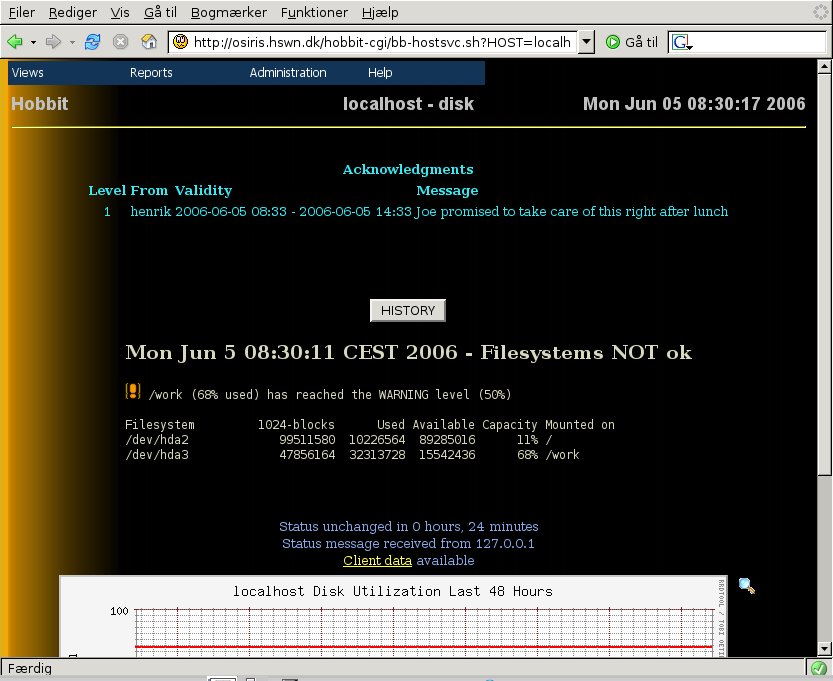 Filer Rediger Vis Gå til Bogmærker Funktioner Hjælp
http://osiris.hswn.dk/hobbit-cgi/bb-hostsvc.sh?HOST=localh Gå til G
Views Reports Administration Help
Hobbit localhost - disk Mon Jun 05 08:30:17 2006
Acknowledgments
Level From Validity Message
1 henrik 2006-06-05 08:33 - 2006-06-05 14:33 Joe promised to take care of this right after lunch
HISTORY
Mon Jun 5 08:30:11 CEST 2006 - Filesystems NOT ok
/work (68% used) has reached the WARNING level (50%)
Filesystem 1024-blocks Used Available Capacity Mounted on
/dev/hda2 99511580 10226564 89285016 11% /
/dev/hda3 47856164 32313728 15542436 68% /work
Status unchanged in 0 hours, 24 minutes
Status message received from 127.0.0.1
Client data available
localhost Disk Utilization Last 48 Hours
RRDTOOL / TOBI OETI
100
Færdig